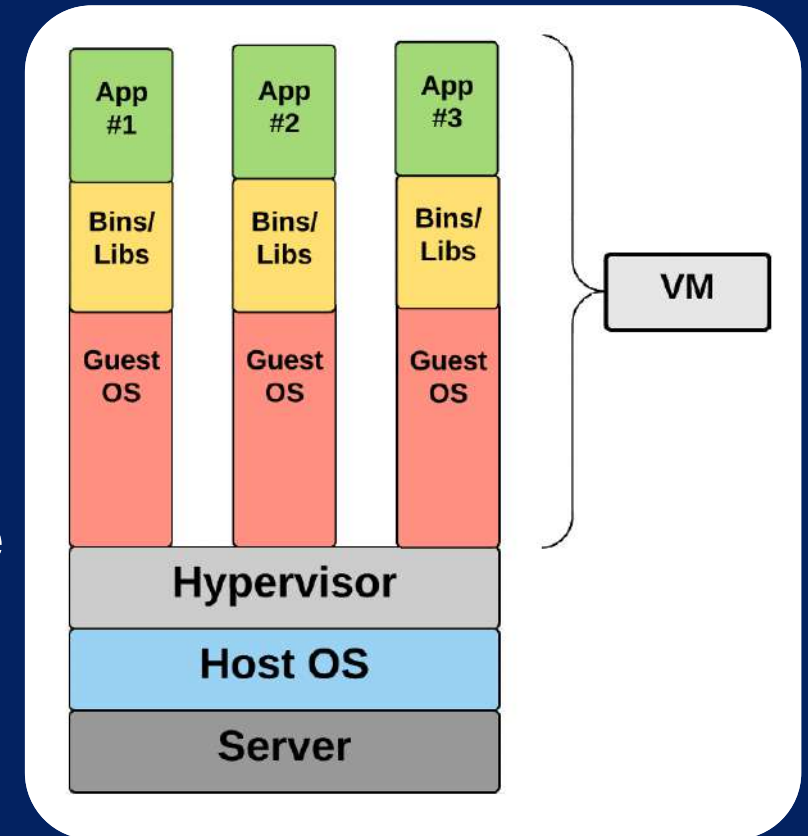 App
#1
App
#2
App
#3
Bins/
Libs
Bins/
Libs
Bins/
Libs
VM
Guest
OS
Guest
OS
Guest
OS
Hypervisor
Host OS
Server